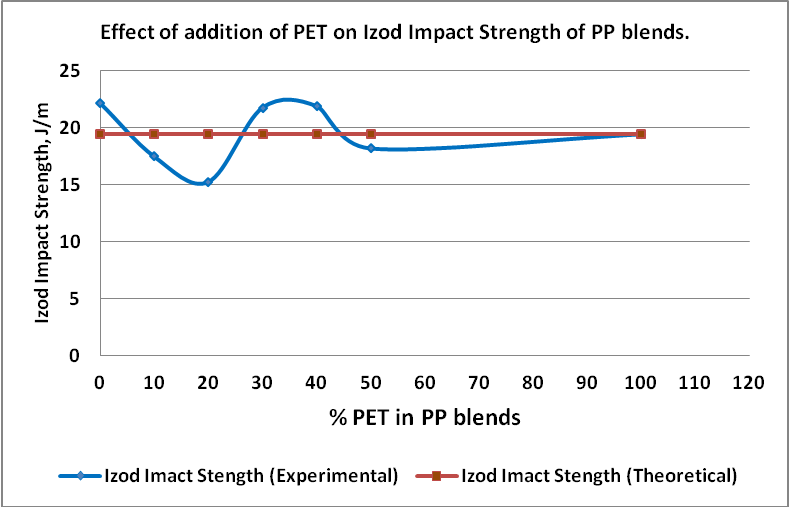 Effect of addition of PET on Izod Impact Strength of PP blends.
Izod Impact Strength, J/m
25
20
15
10
5
0
0 10 20 30 40 50 60 70 80 90 100 110 120
% PET in PP blends
Izod Imact Stength (Experimental) Izod Imact Stength (Theoretical)